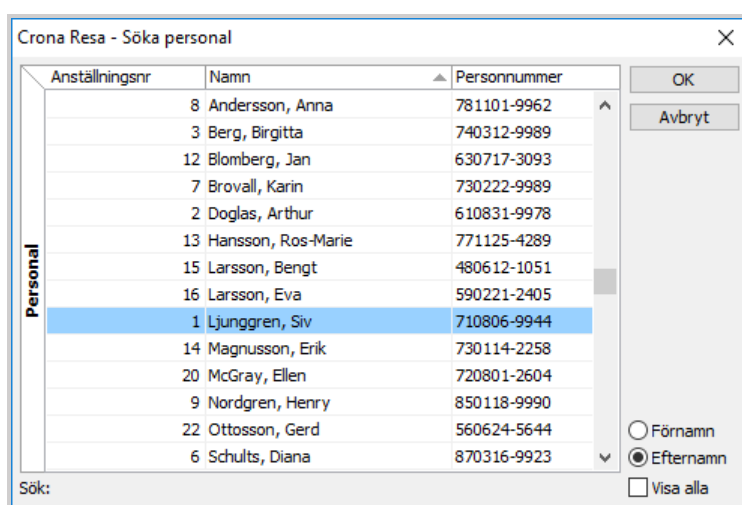 Crona Resa - Söka personal
Anställningsnr Namn Personnummer OK
8 Andersson, Anna 781101-9962 Avbryt
3 Berg, Birgitta 740312-9989
12 Blomberg, Jan 630717-3093
7 Brovall, Karin 730222-9989
2 Doglas, Arthur 610831-9978
13 Hansson, Ros-Marie 771125-4289
15 Larsson, Bengt 480612-1051
16 Larsson, Eva 590221-2405
1 Ljunggren, Siv 710806-9944
14 Magnusson, Erik 730114-2258
20 McGray, Ellen 720801-2604
9 Nordgren, Henry 850118-9990
22 Ottosson, Gerd 560624-5644 Förnamn
6 Schults, Diana 870316-9923 Efternamn
Personal
Sök: Visa alla